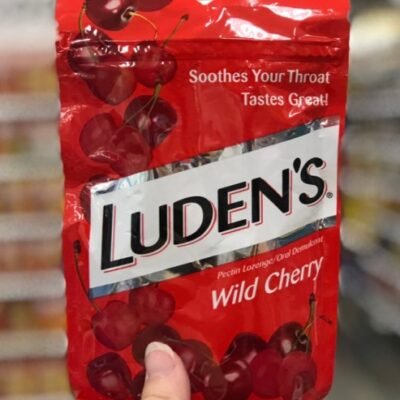 Soothes Your Throat
Tastes Great!
LUDEN'S®
Pectin Lozenge/Oral Demulcent
Wild Cherry